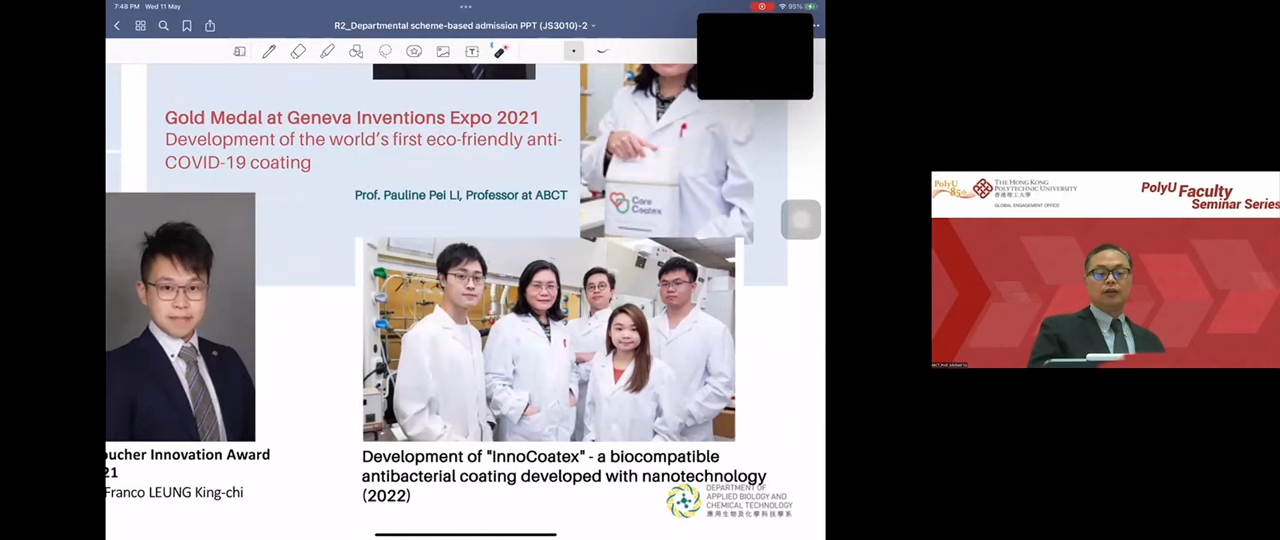 7:48 PM Wed 11 May
95%
R2_Departmental scheme-based admission PPT (JS3010)-2
Gold Medal at Geneva Inventions Expo 2021
Development of the world's first eco-friendly anti-
COVID-19 coating
Prof. Pauline Pei LI, Professor at ABCT
Care
Coatex
oucher Innovation Award
21
Franco LEUNG King-chi
Development of "InnoCoatex" - a biocompatible
antibacterial coating developed with nanotechnology
(2022)
DEPARTMENT OF
APPLIED BIOLOGY AND
CHEMICAL TECHNOLOGY
應用生物及化學科技學系
PolyU
85th
THE HONG KONG
POLYTECHNIC UNIVERSITY
香港理工大學
GLOBAL ENGAGEMENT OFFICE
PolyU Faculty
Seminar Series